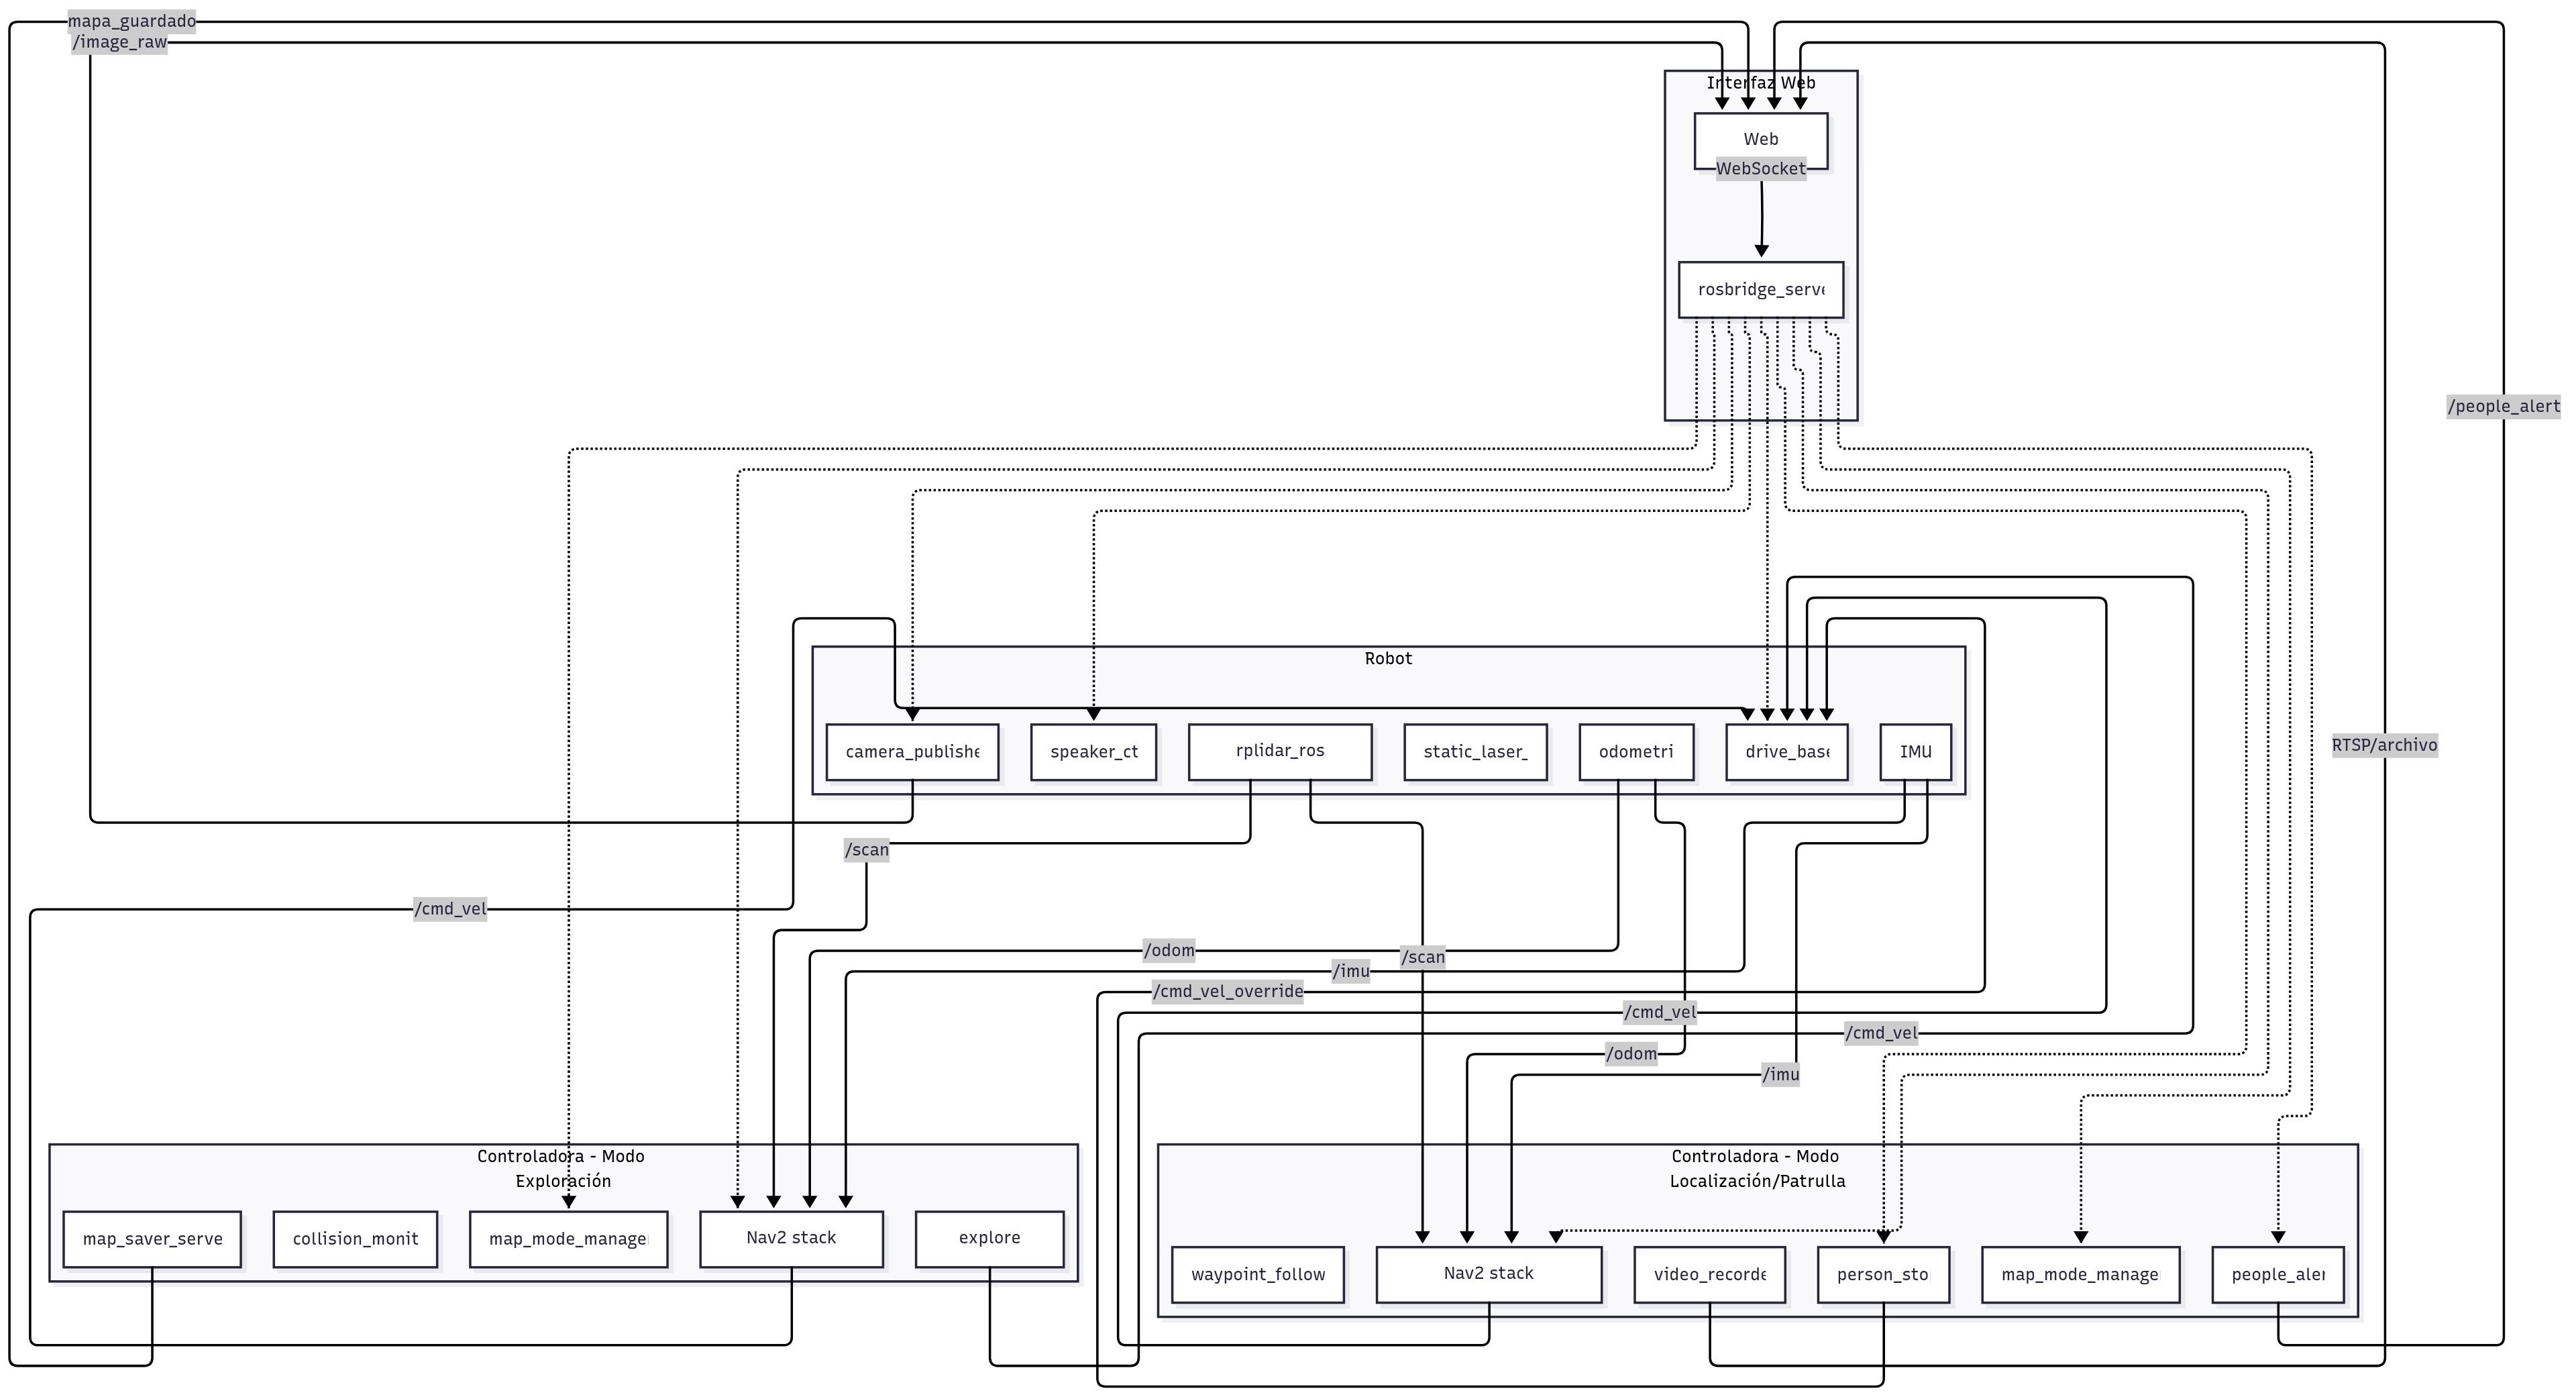 mapa_guardado
/image_raw
Interfaz Web
Web
WebSocket
rosbridge_serve
/people_alert
Robot
camera_publishe
speaker_ct
rplidar_ros
static_laser_
odometri
drive_base
IMU
RTSP/archivo
/scan
/cmd_vel
/odom
/scan
/imu
/cmd_vel_override
/cmd_vel
/cmd_vel
/odom
/imu
Controladora - Modo
Exploración
map_saver_serve
collision_monit
map_mode_manage
Nav2 stack
explore
Controladora - Modo
Localización/Patrulla
waypoint_follow
Nav2 stack
video_recorde
person_sto
map_mode_manage
people_aler